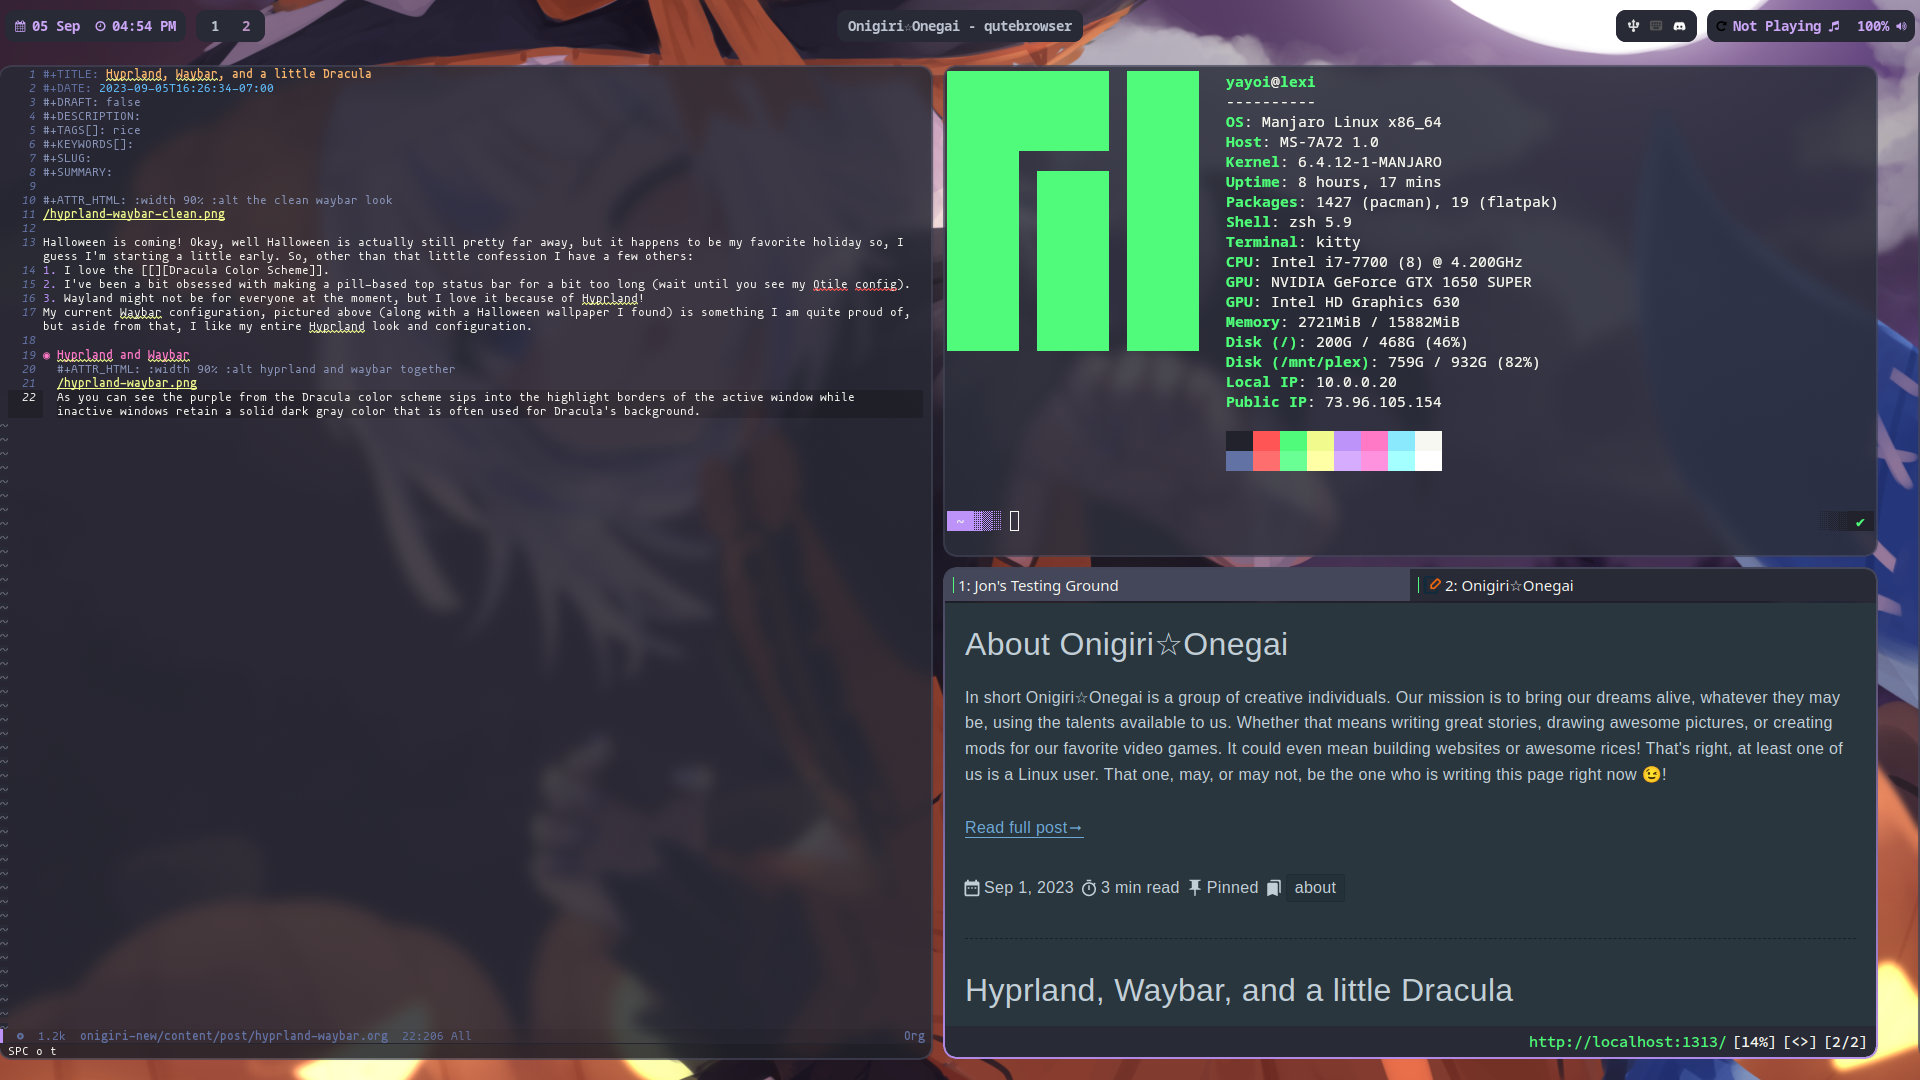 05 Sep 04:54 PM 1 2 Onigiri☆Onegai - qutebrowser Not Playing 100%
1 #+TITLE: Hyprland, Waybar, and a little Dracula
2 #+DATE: 2023-09-05T16:26:34-07:00
3 #+DRAFT: false
4 #+DESCRIPTION:
5 #+TAGS[]: rice
6 #+KEYWORDS[]:
7 #+SLUG:
8 #+SUMMARY:
9
10 #+ATTR_HTML: :width 90% :alt the clean waybar look
11 /hyprland-waybar-clean.png
12
13 Halloween is coming! Okay, well Halloween is actually still pretty far away, but it happens to be my favorite holiday so, I
guess I'm starting a little early. So, other than that little confession I have a few others:
14 1. I love the [[][Dracula Color Scheme]].
15 2. I've been a bit obsessed with making a pill-based top status bar for a bit too long (wait until you see my Qtile config).
16 3. Wayland might not be for everyone at the moment, but I love it because of Hyprland!
17 My current Waybar configuration, pictured above (along with a Halloween wallpaper I found) is something I am quite proud of,
but aside from that, I like my entire Hyprland look and configuration.
18
19 ◉ Hyprland and Waybar
20 #+ATTR_HTML: :width 90% :alt hyprland and waybar together
21 /hyprland-waybar.png
22 As you can see the purple from the Dracula color scheme sips into the highlight borders of the active window while
inactive windows retain a solid dark gray color that is often used for Dracula's background.
1.2k onigiri-new/content/post/hyprland-waybar.org 22:206 All Org
SPC o t
yayoi@lexi
----------
OS: Manjaro Linux x86_64
Host: MS-7A72 1.0
Kernel: 6.4.12-1-MANJARO
Uptime: 8 hours, 17 mins
Packages: 1427 (pacman), 19 (flatpak)
Shell: zsh 5.9
Terminal: kitty
CPU: Intel i7-7700 (8) @ 4.200GHz
GPU: NVIDIA GeForce GTX 1650 SUPER
GPU: Intel HD Graphics 630
Memory: 2721MiB / 15882MiB
Disk (/): 200G / 468G (46%)
Disk (/mnt/plex): 759G / 932G (82%)
Local IP: 10.0.0.20
Public IP: 73.96.105.154
~ ✔
1: Jon's Testing Ground 2: Onigiri☆Onegai
About Onigiri☆Onegai
In short Onigiri☆Onegai is a group of creative individuals. Our mission is to bring our dreams alive, whatever they may
be, using the talents available to us. Whether that means writing great stories, drawing awesome pictures, or creating
mods for our favorite video games. It could even mean building websites or awesome rices! That's right, at least one of
us is a Linux user. That one, may, or may not, be the one who is writing this page right now 😉!
Read full post→
Sep 1, 2023 3 min read Pinned about
Hyprland, Waybar, and a little Dracula
http://localhost:1313/ [14%] [<>] [2/2]